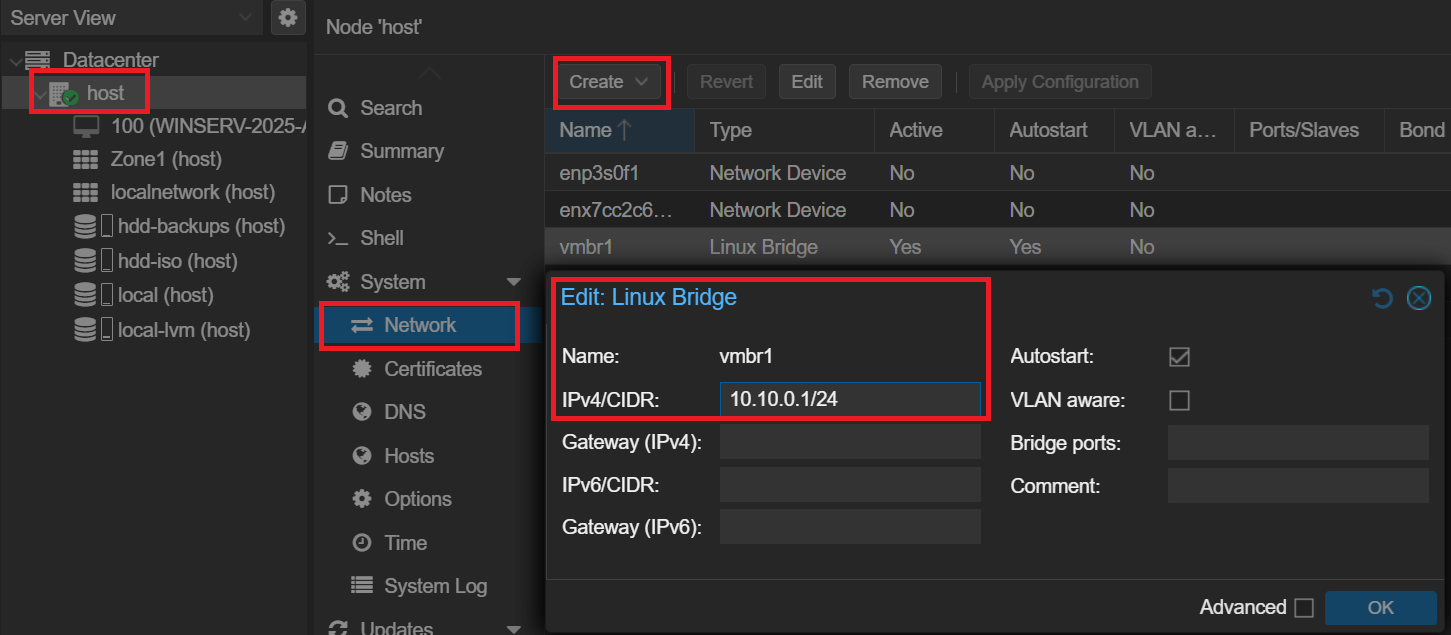 Server View
Datacenter
host
100 (WINSERV-2025-
Zone1 (host)
localnetwork (host)
hdd-backups (host)
hdd-iso (host)
local (host)
local-lvm (host)
Node 'host'
Search
Summary
Notes
Shell
System
Network
Certificates
DNS
Hosts
Options
Time
System Log
Updates
Create Revert Edit Remove Apply Configuration
Name Type Active Autostart VLAN a... Ports/Slaves Bond
enp3s0f1 Network Device No No No
enx7cc2c6... Network Device No No No
vmbr1 Linux Bridge Yes Yes No
Edit: Linux Bridge
Name: vmbr1 Autostart:
IPv4/CIDR: 10.10.0.1/24 VLAN aware:
Gateway (IPv4): Bridge ports:
IPv6/CIDR: Comment:
Gateway (IPv6):
Advanced OK